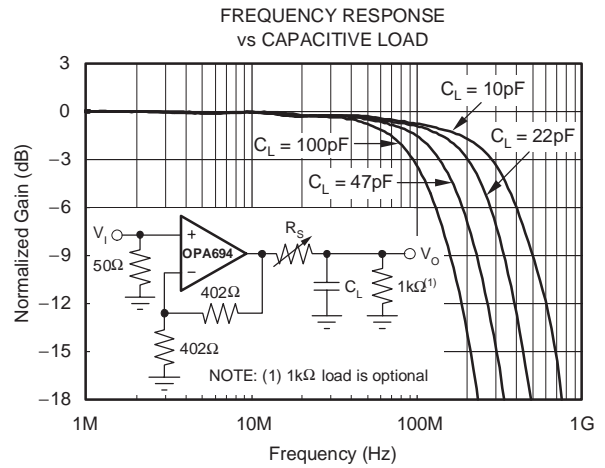 FREQUENCY RESPONSE
vs CAPACITIVE LOAD
Normalized Gain (dB)
3
0
−3
−6
−9
−12
−15
−18
C_L = 10pF
C_L = 22pF
C_L = 100pF
C_L = 47pF
V_I
50Ω
+
OPA694
−
R_S
V_O
402Ω
C_L
1kΩ(1)
402Ω
NOTE: (1) 1kΩ load is optional
1M
10M
100M
1G
Frequency (Hz)